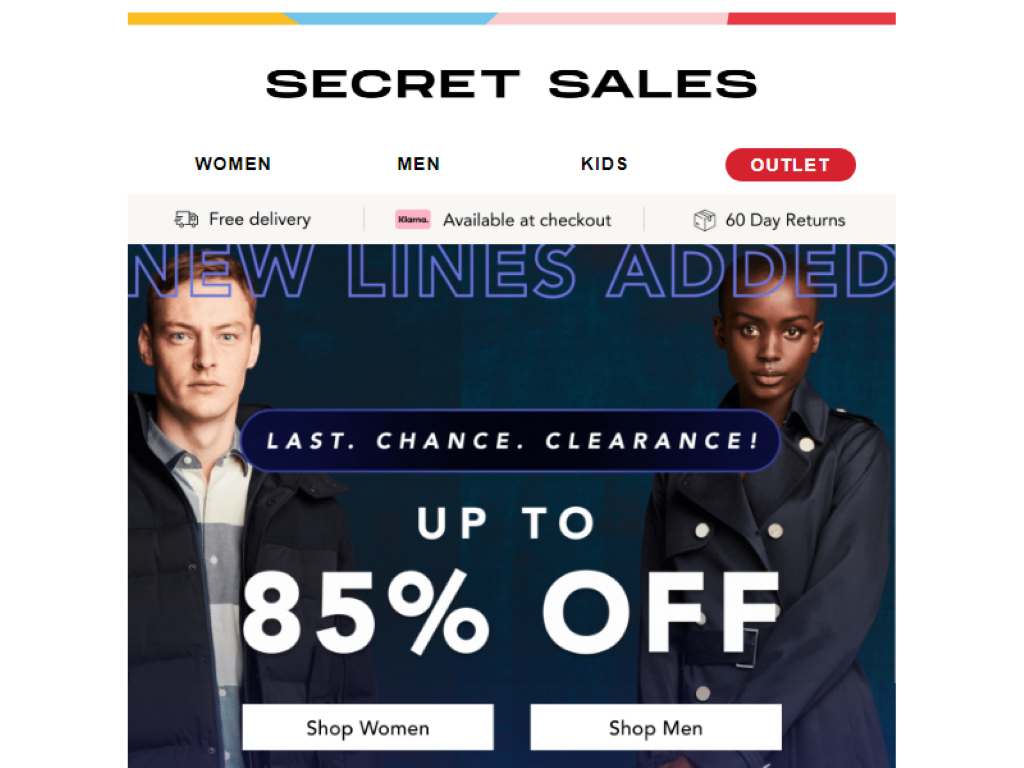 SECRET SALES
WOMEN MEN KIDS OUTLET
Free delivery Klarna. Available at checkout 60 Day Returns
NEW LINES ADDED
LAST. CHANCE. CLEARANCE!
UP TO
85% OFF
Shop Women Shop Men